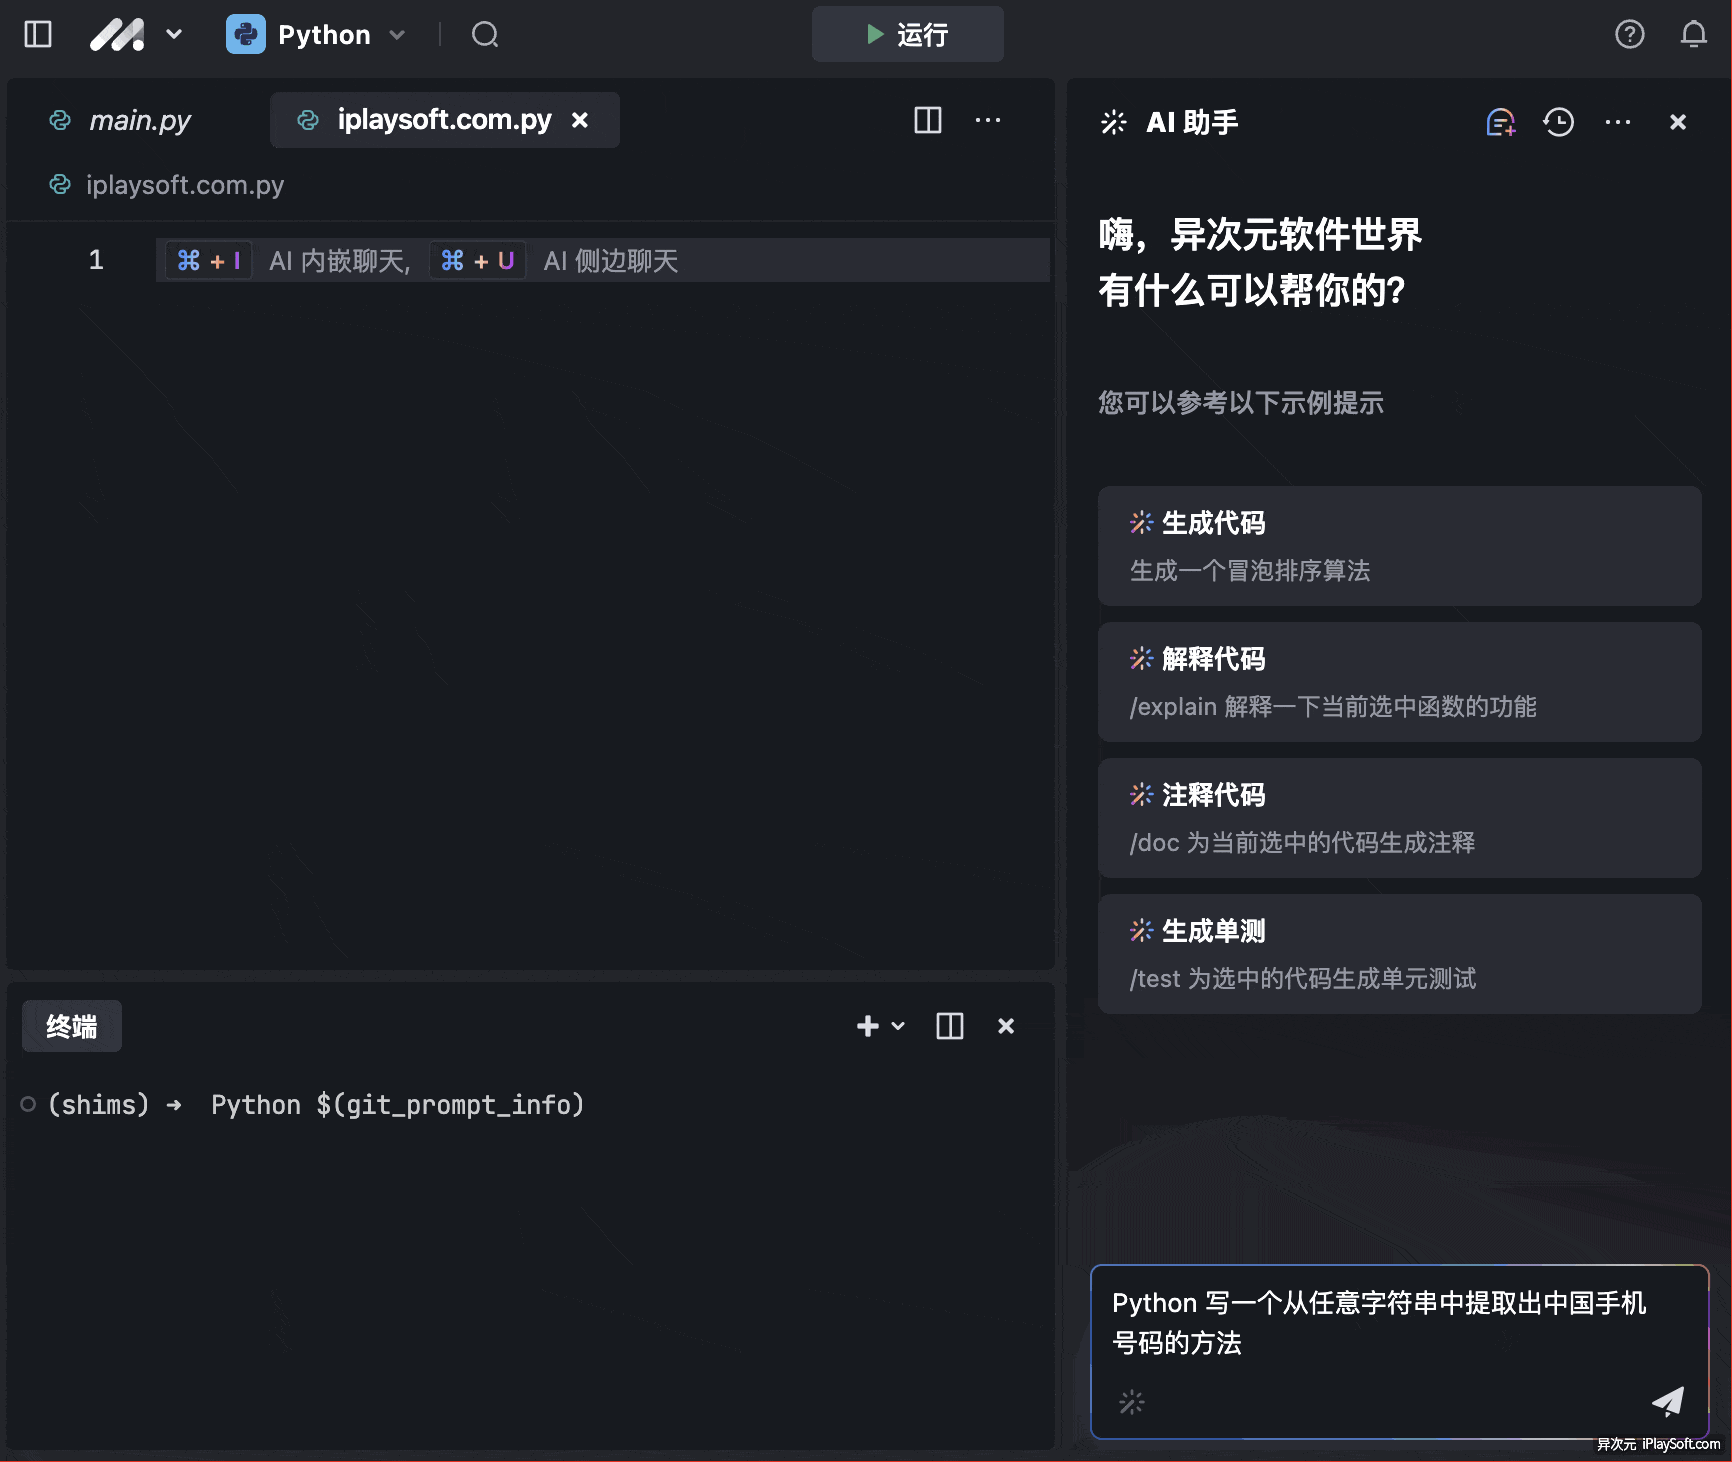 Python
运行
main.py
iplaysoft.com.py
iplaysoft.com.py
1
⌘ + I AI 内嵌聊天, ⌘ + U AI 侧边聊天
终端
(shims) → Python $(git_prompt_info)
AI 助手
嗨，异次元软件世界
有什么可以帮你的?
您可以参考以下示例提示
生成代码
生成一个冒泡排序算法
解释代码
/explain 解释一下当前选中函数的功能
注释代码
/doc 为当前选中的代码生成注释
生成单测
/test 为选中的代码生成单元测试
Python 写一个从任意字符串中提取出中国手机
号码的方法
异次元 iPlaySoft.com